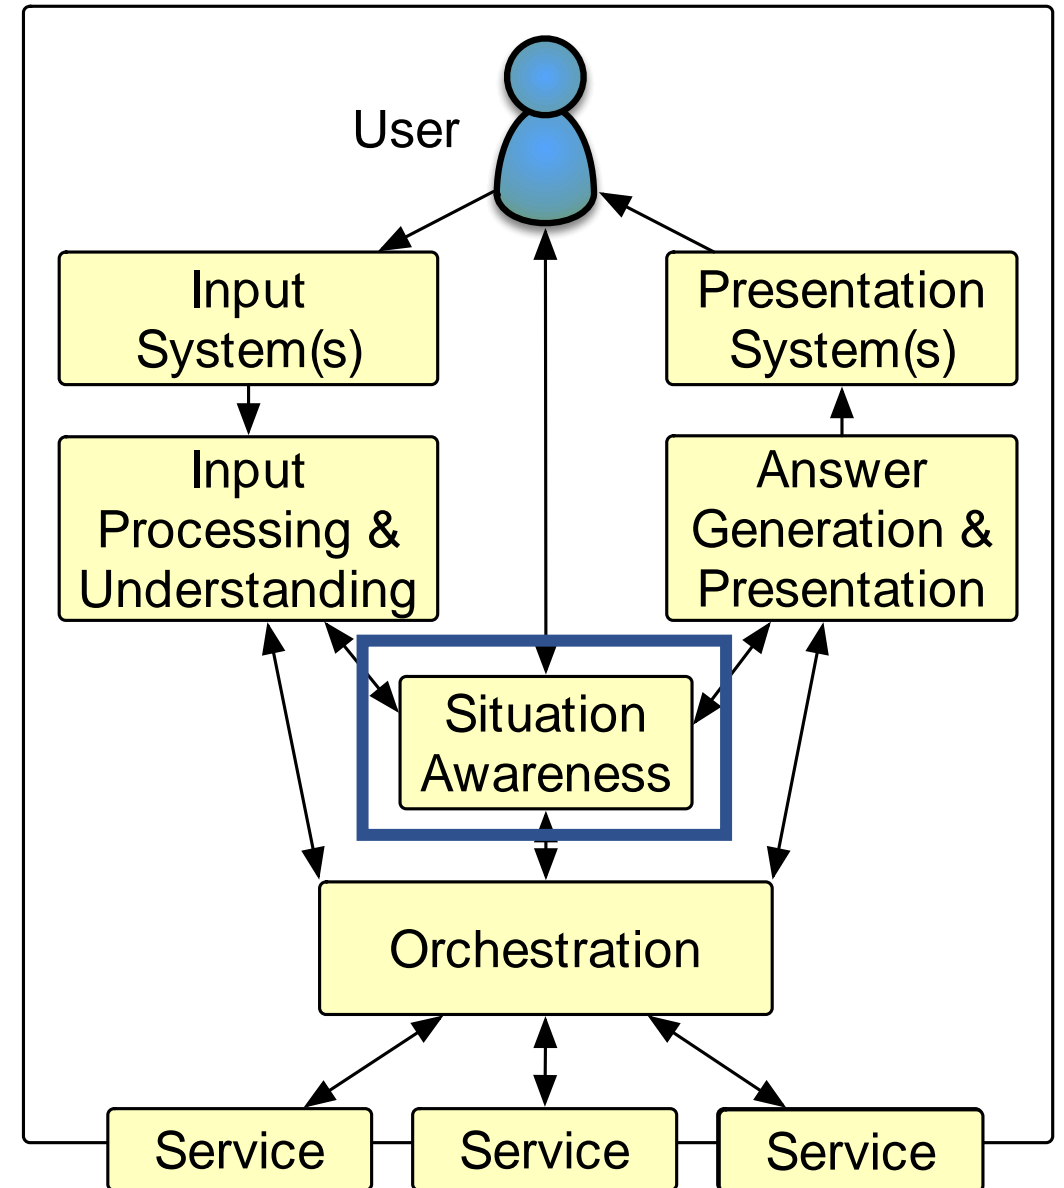 User
Input
System(s)
Presentation
System(s)
Input
Processing &
Understanding
Answer
Generation &
Presentation
Situation
Awareness
Orchestration
Service
Service
Service